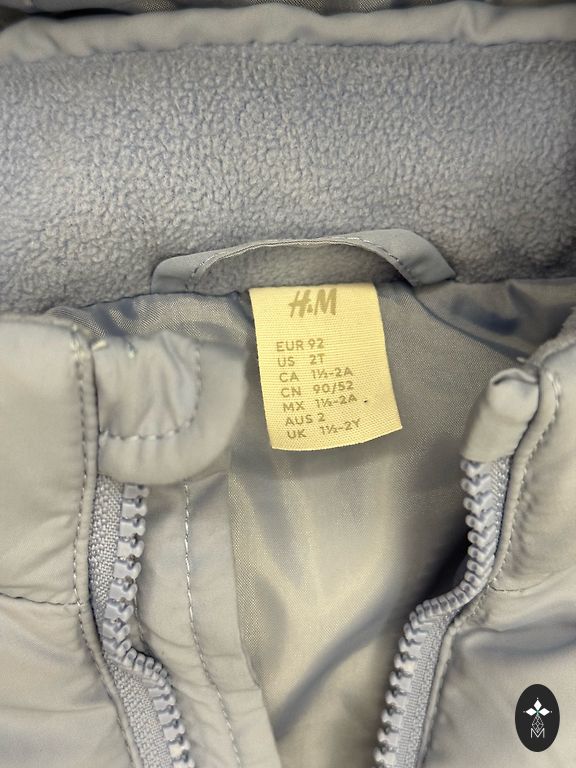 H&M
EUR 92
US 2T
CA 1½-2A
CN 90/52
MX 1½-2A
AUS 2
UK 1½-2Y
M